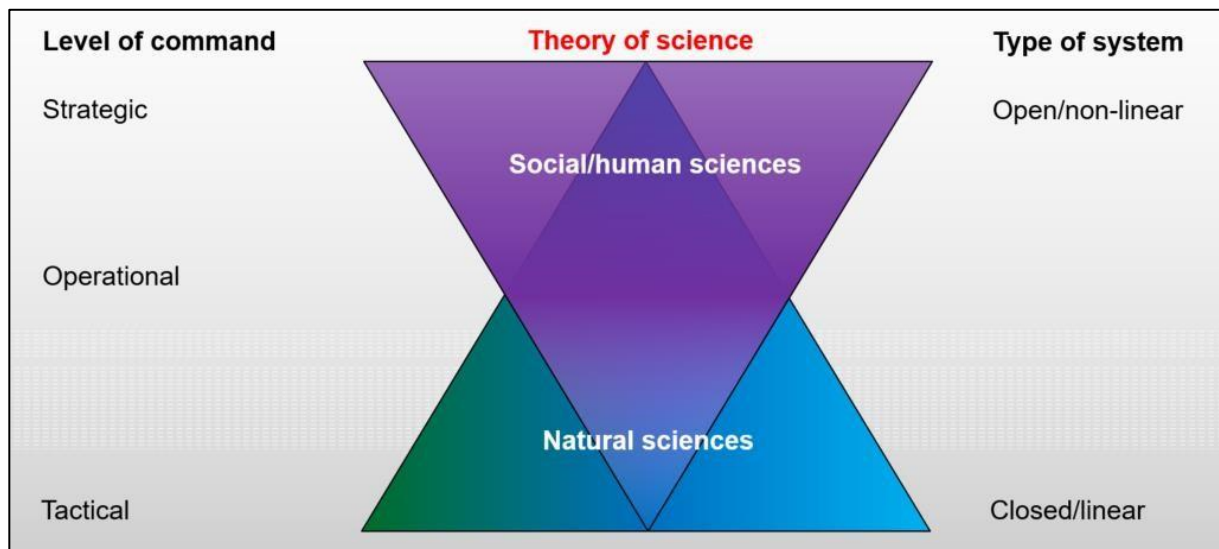 Level of command
Theory of science
Type of system
Strategic
Open/non-linear
Social/human sciences
Operational
Natural sciences
Tactical
Closed/linear